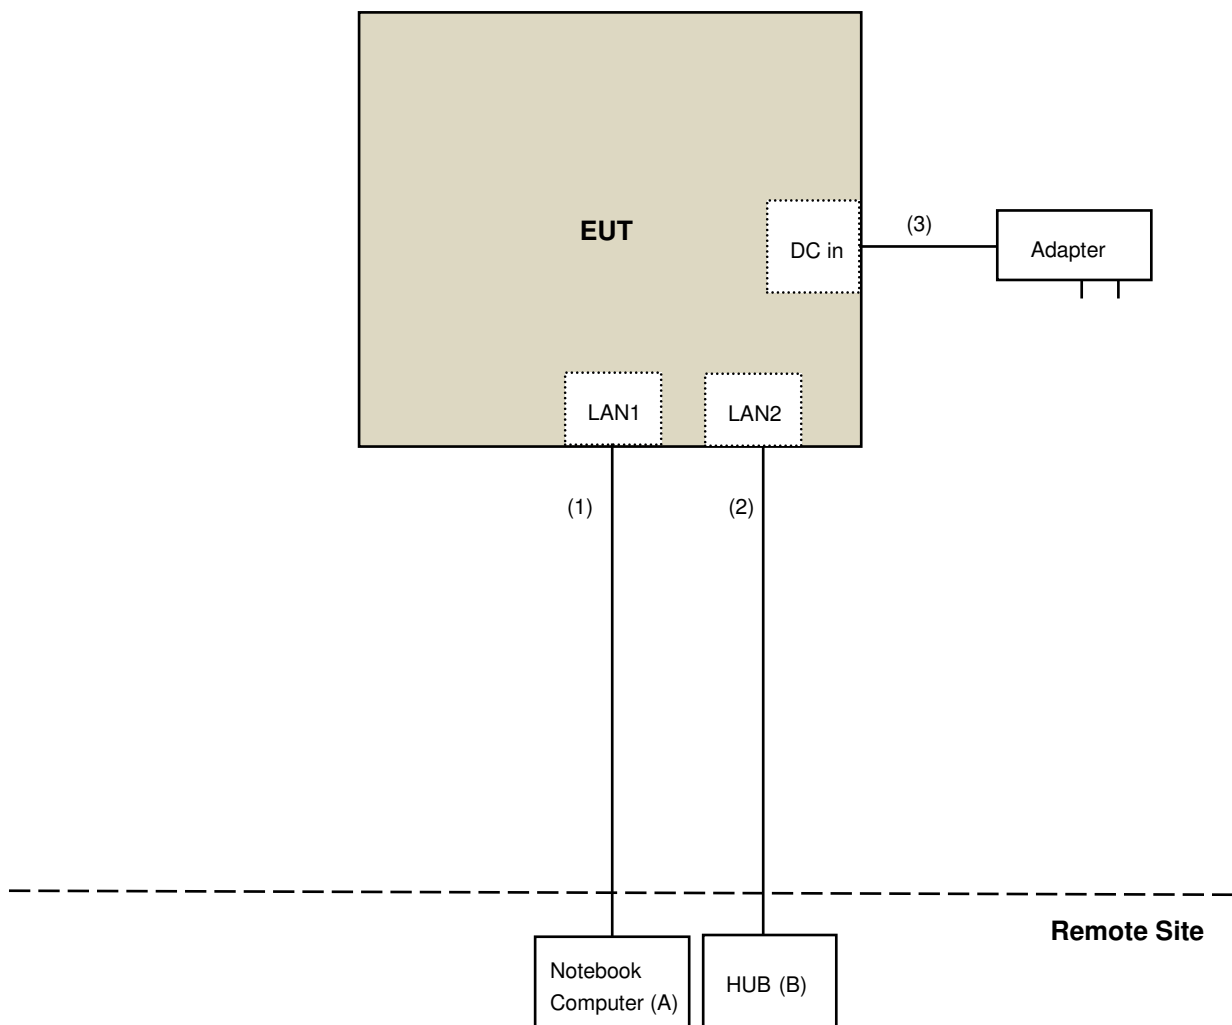 EUT
(3)
DC in
Adapter
LAN1
LAN2
(1)
(2)
Remote Site
Notebook
Computer (A)
HUB (B)